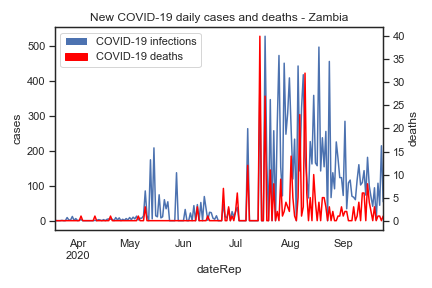 New COVID-19 daily cases and deaths - Zambia
COVID-19 infections
COVID-19 deaths
500
400
300
200
100
0
cases
40
35
30
25
20
15
10
5
0
deaths
Apr
2020
May
Jun
Jul
Aug
Sep
dateRep